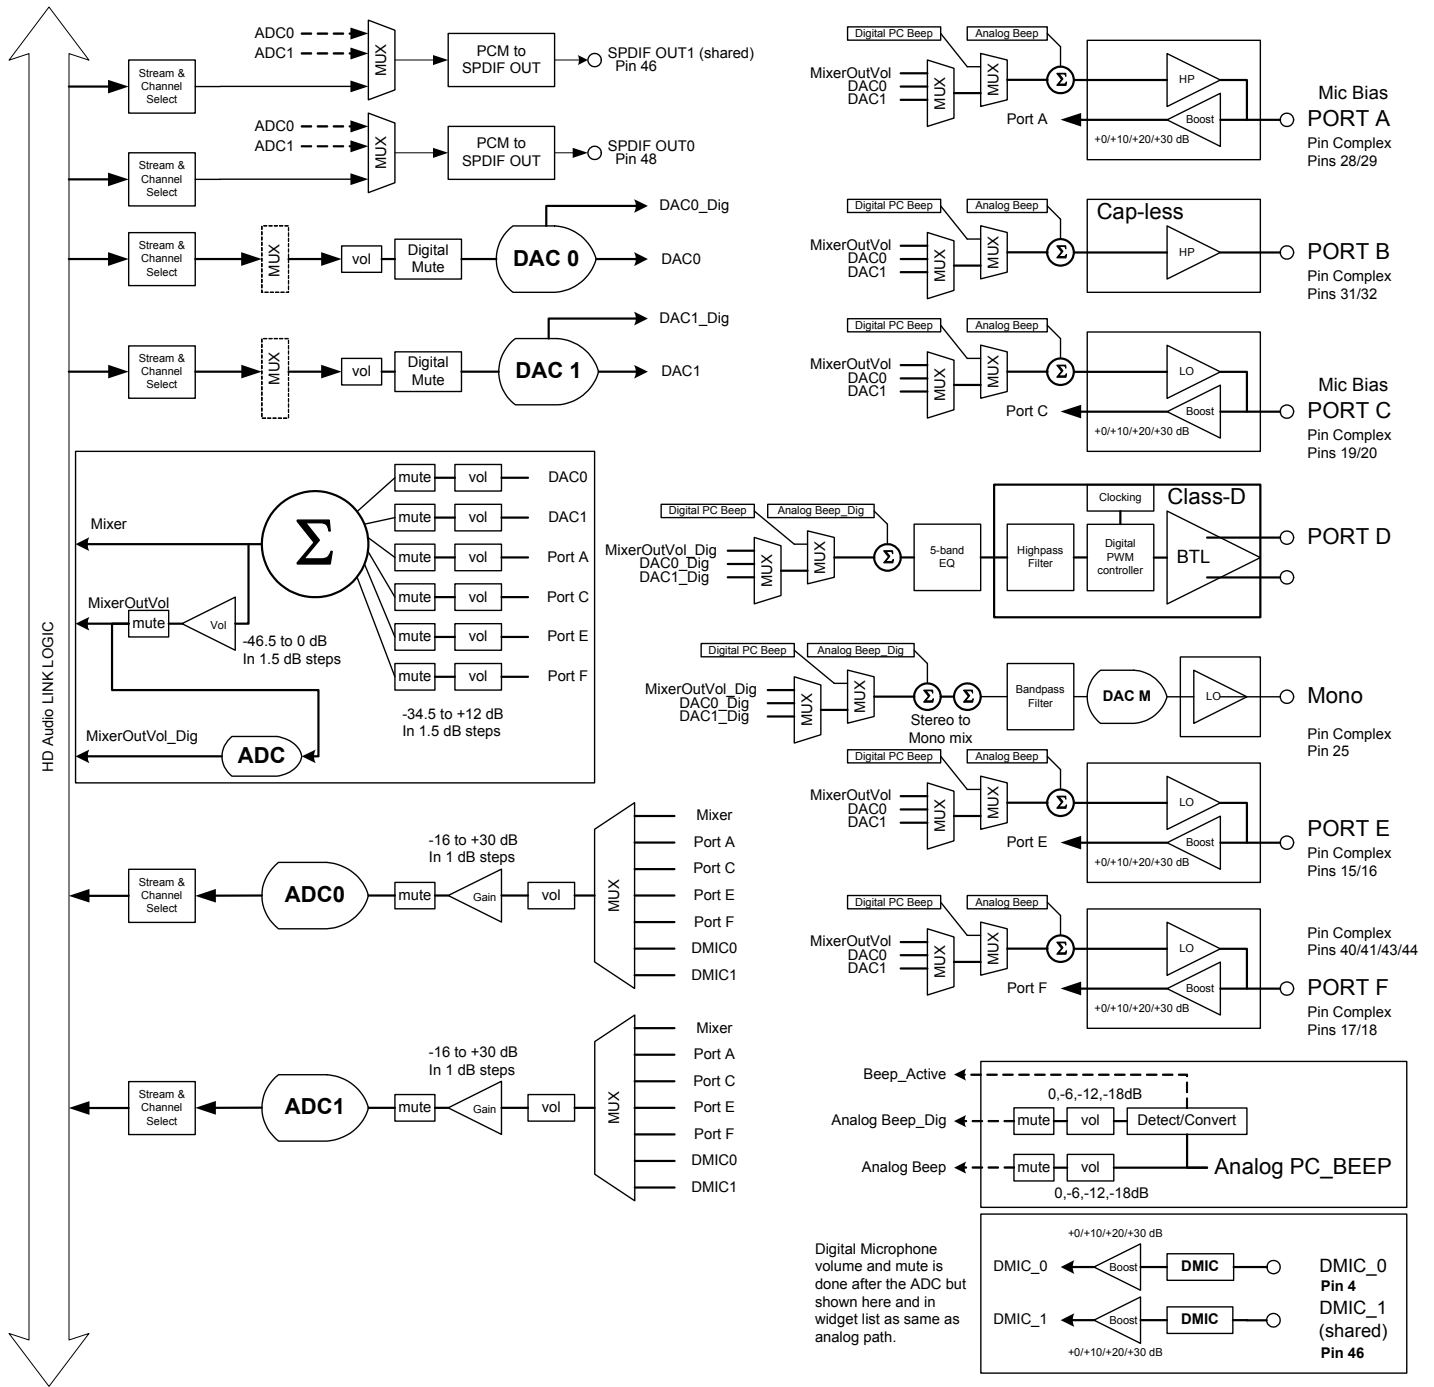 HD Audio LINK LOGIC
ADC0
ADC1
Stream &
Channel
Select
MUX
PCM to
SPDIF OUT
SPDIF OUT1 (shared)
Pin 46
ADC0
ADC1
Stream &
Channel
Select
MUX
PCM to
SPDIF OUT
SPDIF OUT0
Pin 48
Stream &
Channel
Select
MUX
vol
Digital
Mute
DAC 0
DAC0_Dig
DAC0
Stream &
Channel
Select
MUX
vol
Digital
Mute
DAC 1
DAC1_Dig
DAC1
Mixer
Σ
mute
vol
DAC0
mute
vol
DAC1
mute
vol
Port A
mute
vol
Port C
mute
vol
Port E
mute
vol
Port F
MixerOutVol
mute
Vol
-46.5 to 0 dB
In 1.5 dB steps
-34.5 to +12 dB
In 1.5 dB steps
MixerOutVol_Dig
ADC
Stream &
Channel
Select
ADC0
mute
Gain
-16 to +30 dB
In 1 dB steps
vol
MUX
Mixer
Port A
Port C
Port E
Port F
DMIC0
DMIC1
Stream &
Channel
Select
ADC1
mute
Gain
-16 to +30 dB
In 1 dB steps
vol
MUX
Mixer
Port A
Port C
Port E
Port F
DMIC0
DMIC1
Digital PC Beep
Analog Beep
MixerOutVol
DAC0
DAC1
MUX
MUX
Σ
HP
Port A
Boost
+0/+10/+20/+30 dB
Mic Bias
PORT A
Pin Complex
Pins 28/29
Digital PC Beep
Analog Beep
MixerOutVol
DAC0
DAC1
MUX
MUX
Σ
Cap-less
HP
PORT B
Pin Complex
Pins 31/32
Digital PC Beep
Analog Beep
MixerOutVol
DAC0
DAC1
MUX
MUX
Σ
LO
Port C
Boost
+0/+10/+20/+30 dB
Mic Bias
PORT C
Pin Complex
Pins 19/20
Digital PC Beep
Analog Beep_Dig
MixerOutVol_Dig
DAC0_Dig
DAC1_Dig
MUX
MUX
Σ
5-band
EQ
Highpass
Filter
Clocking
Digital
PWM
controller
Class-D
BTL
PORT D
Digital PC Beep
Analog Beep_Dig
MixerOutVol_Dig
DAC0_Dig
DAC1_Dig
MUX
MUX
Σ
Σ
Stereo to
Mono mix
Bandpass
Filter
DAC M
LO
Mono
Pin Complex
Pin 25
Digital PC Beep
Analog Beep
MixerOutVol
DAC0
DAC1
MUX
MUX
Σ
LO
Port E
Boost
+0/+10/+20/+30 dB
PORT E
Pin Complex
Pins 15/16
Digital PC Beep
Analog Beep
MixerOutVol
DAC0
DAC1
MUX
MUX
Σ
LO
Port F
Boost
+0/+10/+20/+30 dB
Pin Complex
Pins 40/41/43/44
PORT F
Pin Complex
Pins 17/18
Beep_Active
0,-6,-12,-18dB
Analog Beep_Dig
mute
vol
Detect/Convert
Analog Beep
mute
vol
Analog PC_BEEP
0,-6,-12,-18dB
Digital Microphone
volume and mute is
done after the ADC but
shown here and in
widget list as same as
analog path.
+0/+10/+20/+30 dB
DMIC_0
Boost
DMIC
DMIC_0
Pin 4
DMIC_1
Boost
DMIC
DMIC_1
(shared)
Pin 46
+0/+10/+20/+30 dB